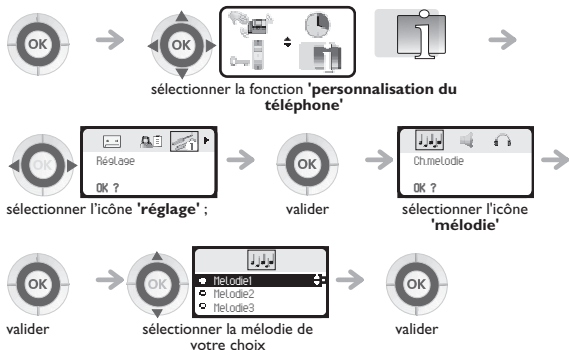 OK
OK
sélectionner la fonction 'personnalisation du
téléphone'
OK
Réglage
OK ?
OK
Ch.melodie
OK ?
sélectionner l'icône 'réglage' ;
valider
sélectionner l'icône
'mélodie'
OK
OK
Melodie1
Melodie2
Melodie3
OK
valider
sélectionner la mélodie de
votre choix
valider